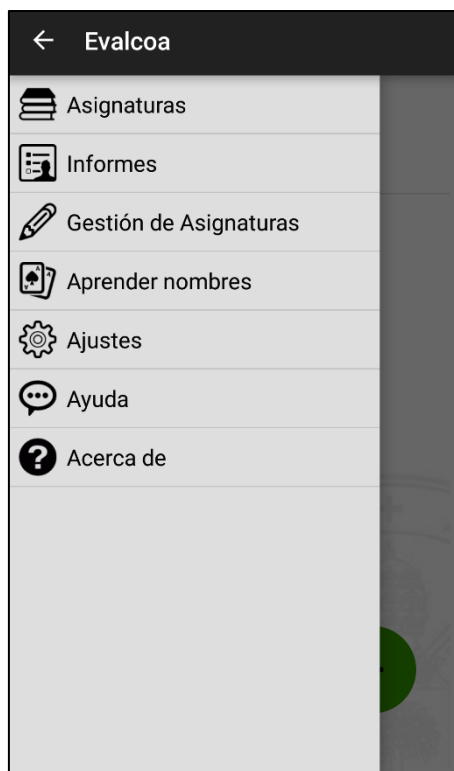 Evalcoa
Asignaturas
Informes
Gestión de Asignaturas
Aprender nombres
Ajustes
Ayuda
Acerca de